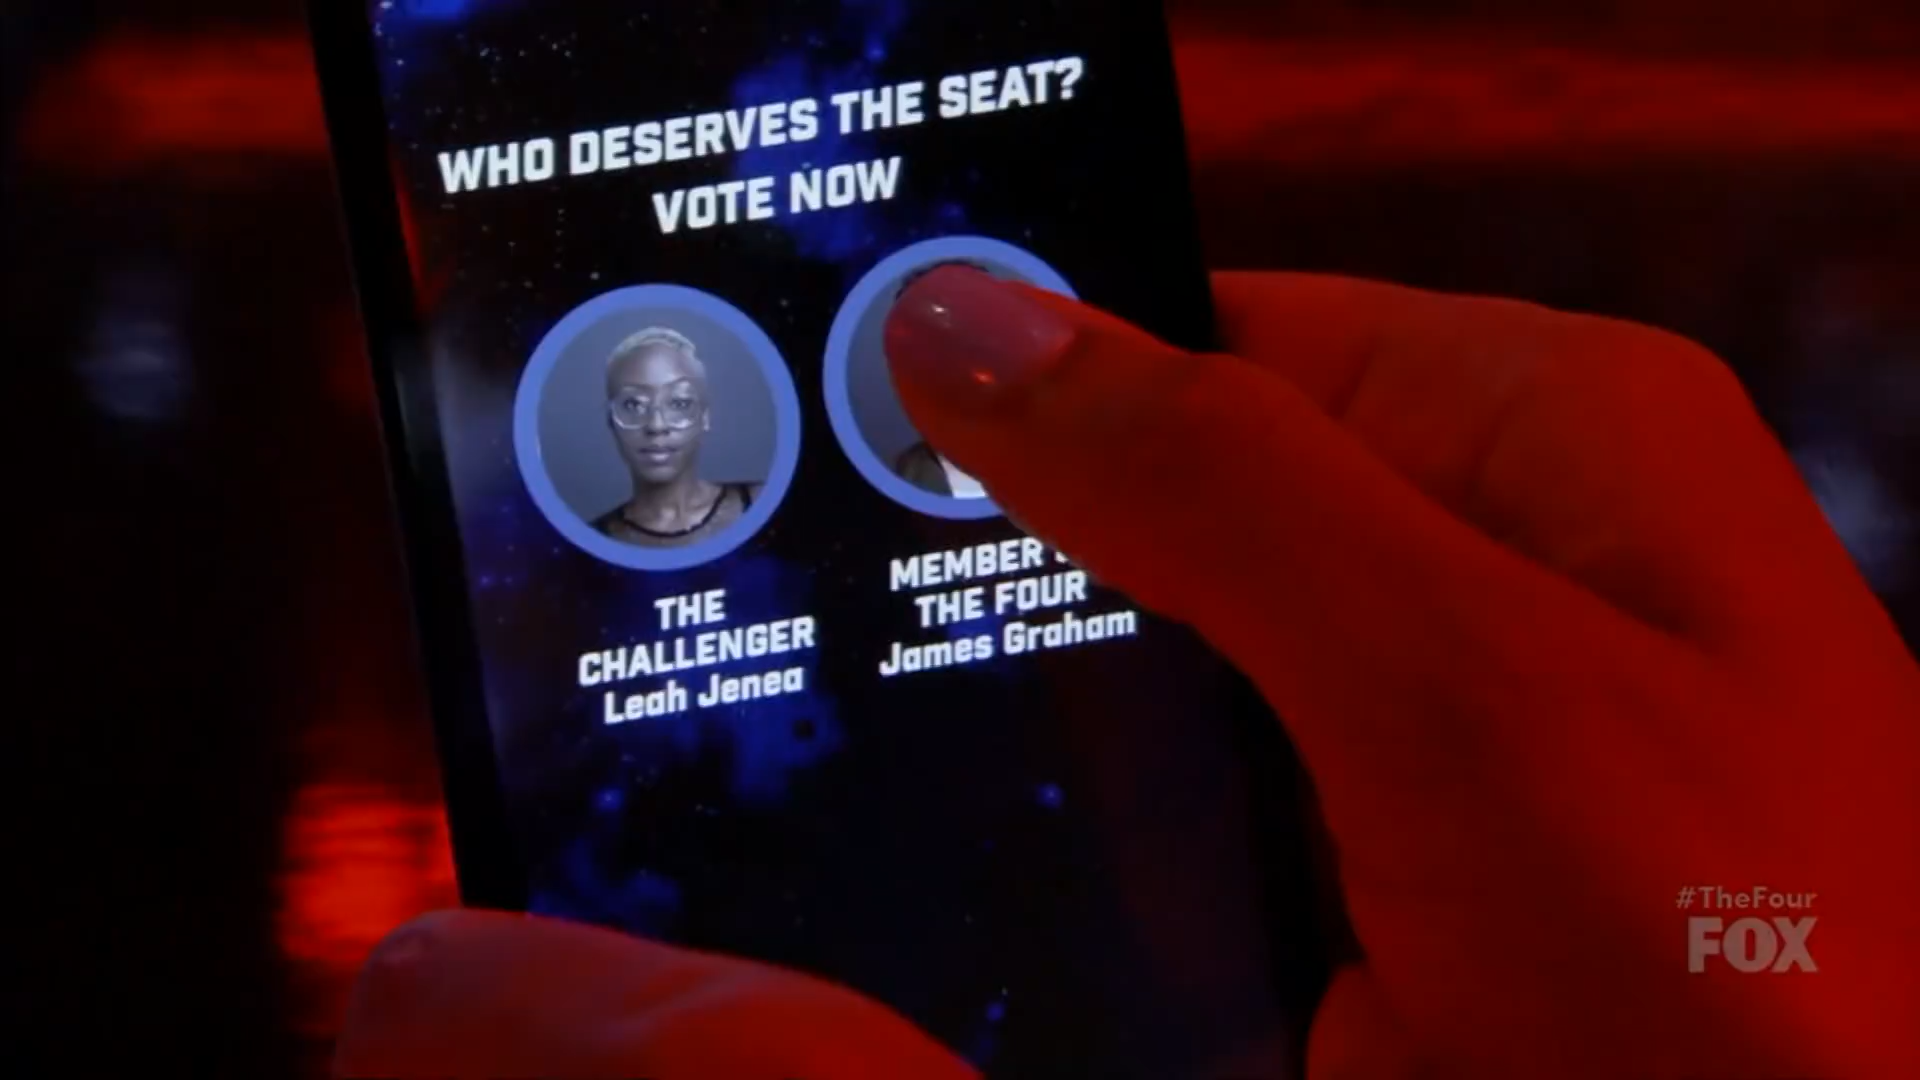 WHO DESERVES THE SEAT?
VOTE NOW
THE
CHALLENGER
Leah Jenea
MEMBER
THE FOUR
James Graham
#TheFour
FOX